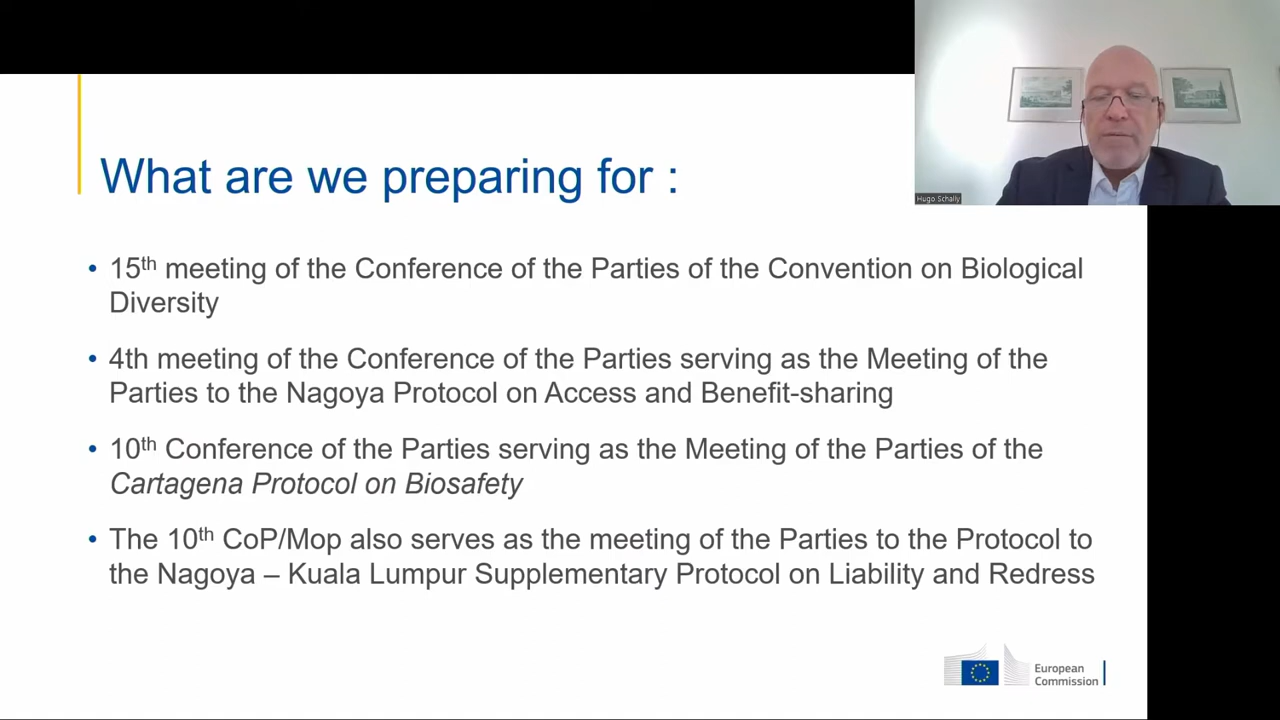 Hugo Schally
What are we preparing for :
• 15th meeting of the Conference of the Parties of the Convention on Biological
Diversity
• 4th meeting of the Conference of the Parties serving as the Meeting of the
Parties to the Nagoya Protocol on Access and Benefit-sharing
• 10th Conference of the Parties serving as the Meeting of the Parties of the
Cartagena Protocol on Biosafety
• The 10th CoP/Mop also serves as the meeting of the Parties to the Protocol to
the Nagoya – Kuala Lumpur Supplementary Protocol on Liability and Redress
European
Commission